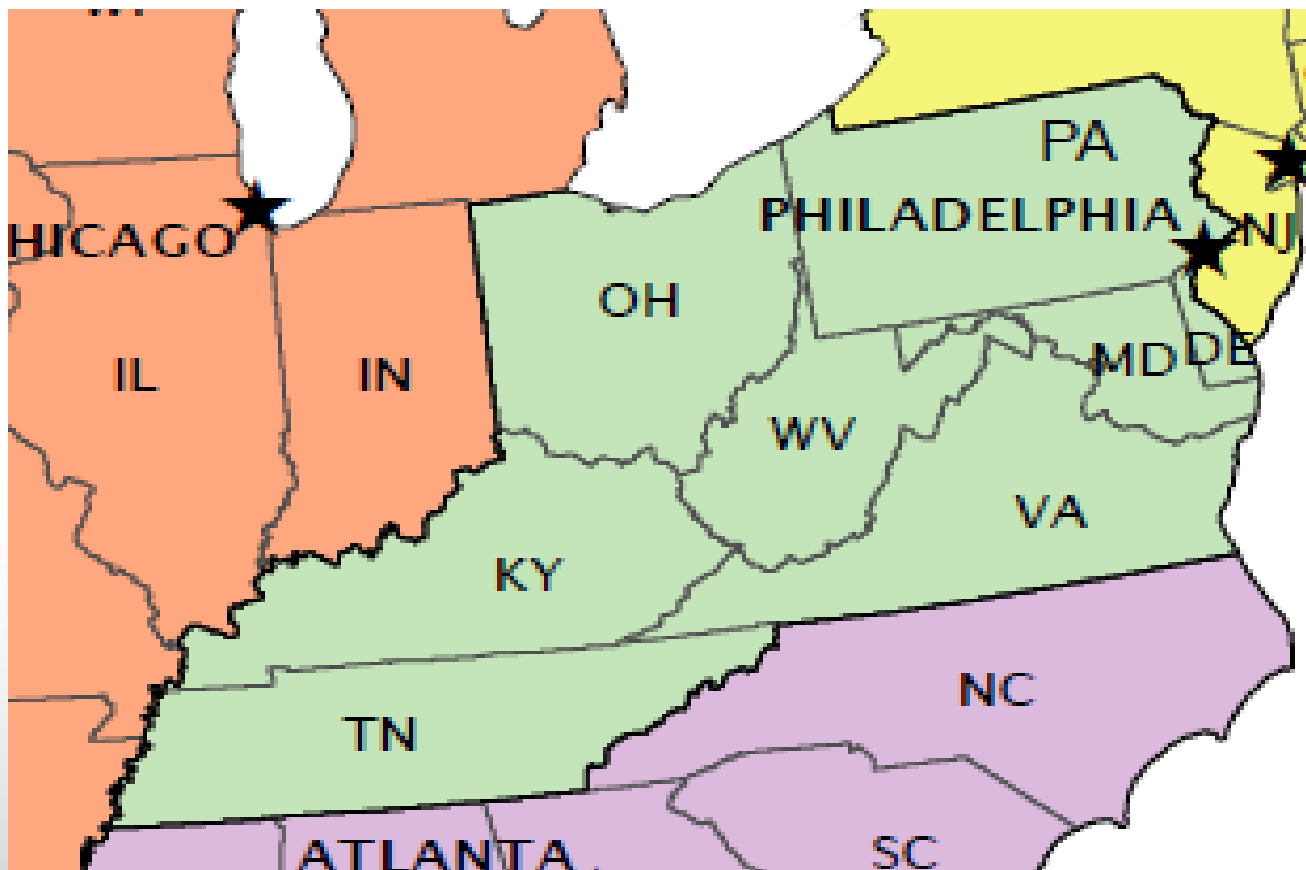 PA
HICAGO
PHILADELPHIA
NJ
OH
IL
IN
MD
DE
WV
VA
KY
NC
TN
ATLANTA
SC